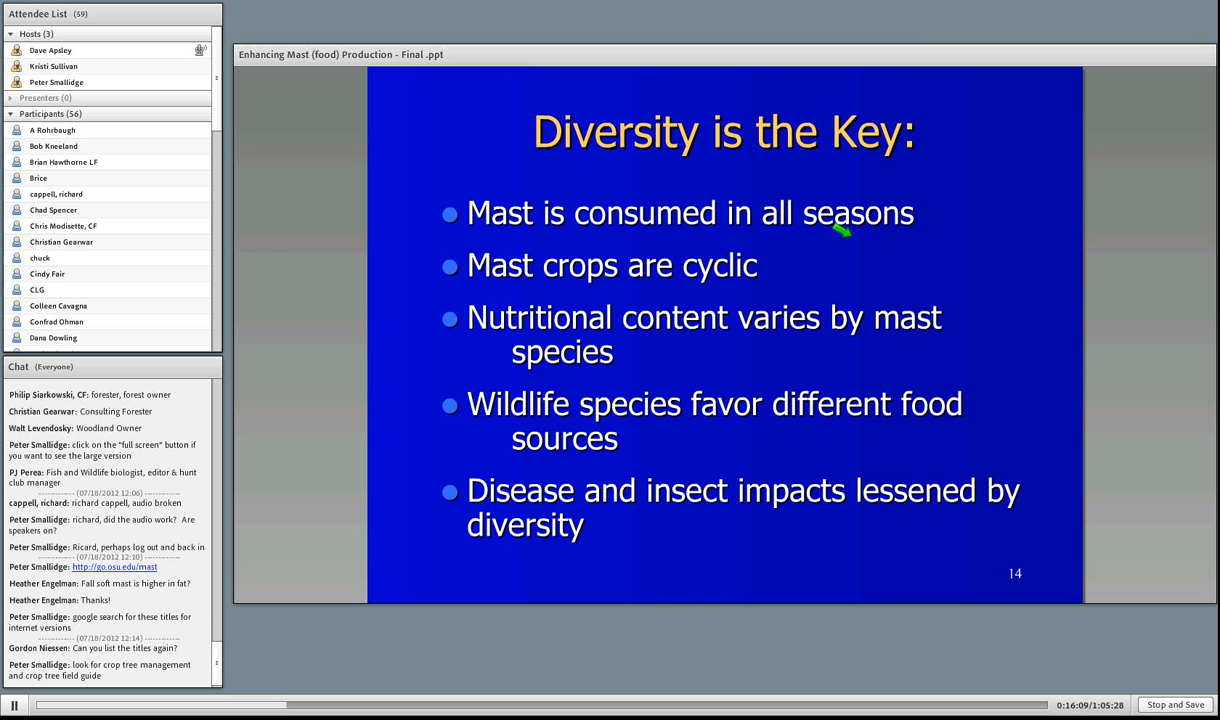 Attendee List (59)
Hosts (3)
Dave Apsley
Kristi Sullivan
Peter Smallidge
Presenters (0)
Participants (56)
A Rohrbaugh
Bob Kneeland
Brian Hawthorne LF
Brice
cappell, richard
Chad Spencer
Chris Modisette, CF
Christian Gearwar
chuck
Cindy Fair
CLG
Colleen Cavagna
Confrad Ohman
Dana Dowling
Chat (Everyone)
Philip Siarkowski, CF: forester, forest owner
Christian Gearwar: Consulting Forester
Walt Levendosky: Woodland Owner
Peter Smallidge: click on the "full screen" button if
you want to see the large version
PJ Perea: Fish and Wildlife biologist, editor & hunt
club manager
--------------- (07/18/2012 12:06) ---------------
cappell, richard: richard cappell, audio broken
Peter Smallidge: richard, did the audio work? Are
speakers on?
Peter Smallidge: Ricard, perhaps log out and back in
--------------- (07/18/2012 12:10) ---------------
Peter Smallidge: http://go.osu.edu/mast
Heather Engelman: Fall soft mast is higher in fat?
Heather Engelman: Thanks!
Peter Smallidge: google search for these titles for
internet versions
--------------- (07/18/2012 12:14) ---------------
Gordon Niessen: Can you list the titles again?
Peter Smallidge: look for crop tree management
and crop tree field guide
Enhancing Mast (food) Production - Final .ppt
Diversity is the Key:
Mast is consumed in all seasons
Mast crops are cyclic
Nutritional content varies by mast
species
Wildlife species favor different food
sources
Disease and insect impacts lessened by
diversity
14
0:16:09/1:05:28
Stop and Save